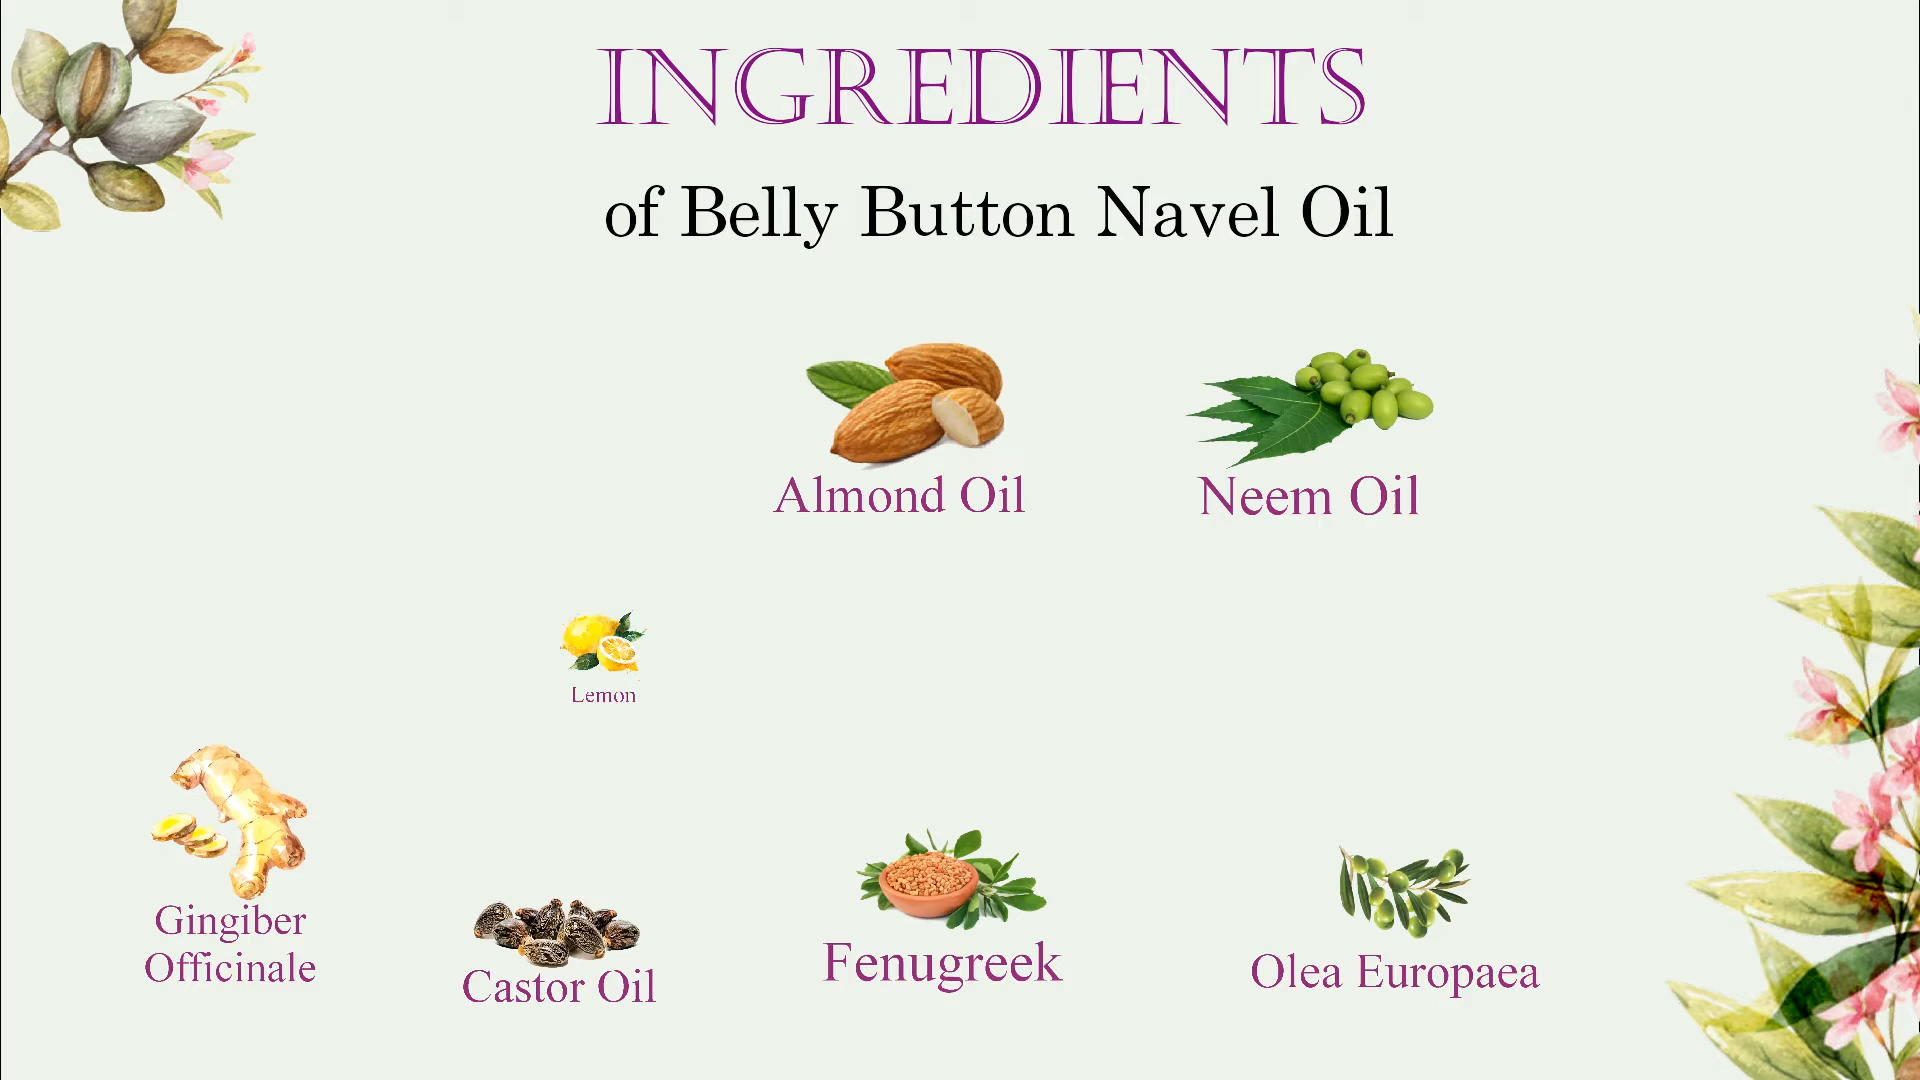 INGREDIENTS
of Belly Button Navel Oil
Almond Oil
Neem Oil
Lemon
Gingiber
Officinale
Castor Oil
Fenugreek
Olea Europaea